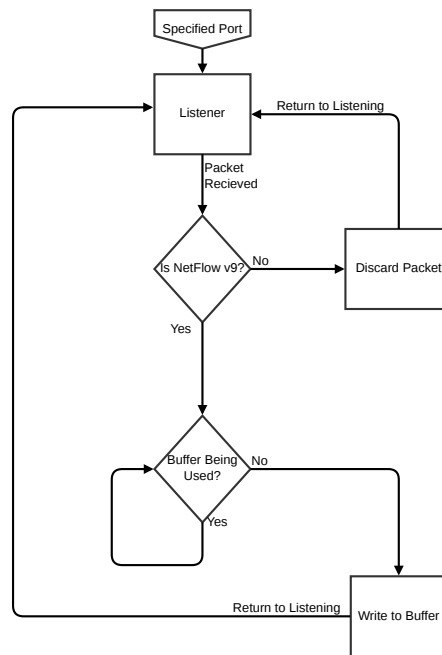 Specified Port
Listener
Return to Listening
Packet
Recieved
Is NetFlow v9?
No
Discard Packet
Yes
Buffer Being
Used?
No
Yes
Return to Listening
Write to Buffer